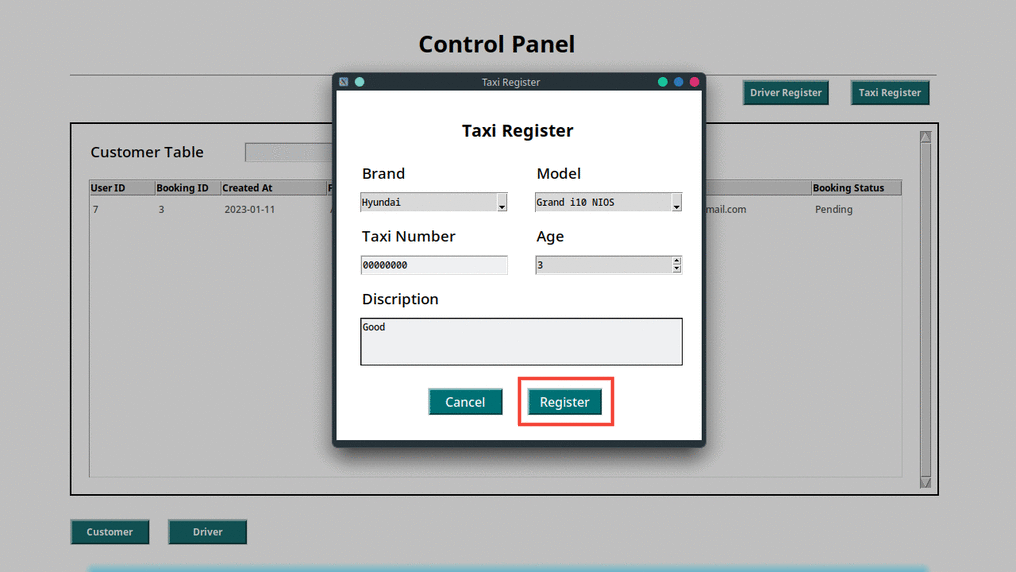 Control Panel
Taxi Register
Driver Register Taxi Register
Taxi Register
Customer Table
Brand Model
User ID Booking ID Created At Booking Status
Hyundai Grand i10 NIOS
7 3 2023-01-11 mail.com Pending
Taxi Number Age
00000000 3
Discription
Good
Cancel Register
Customer Driver